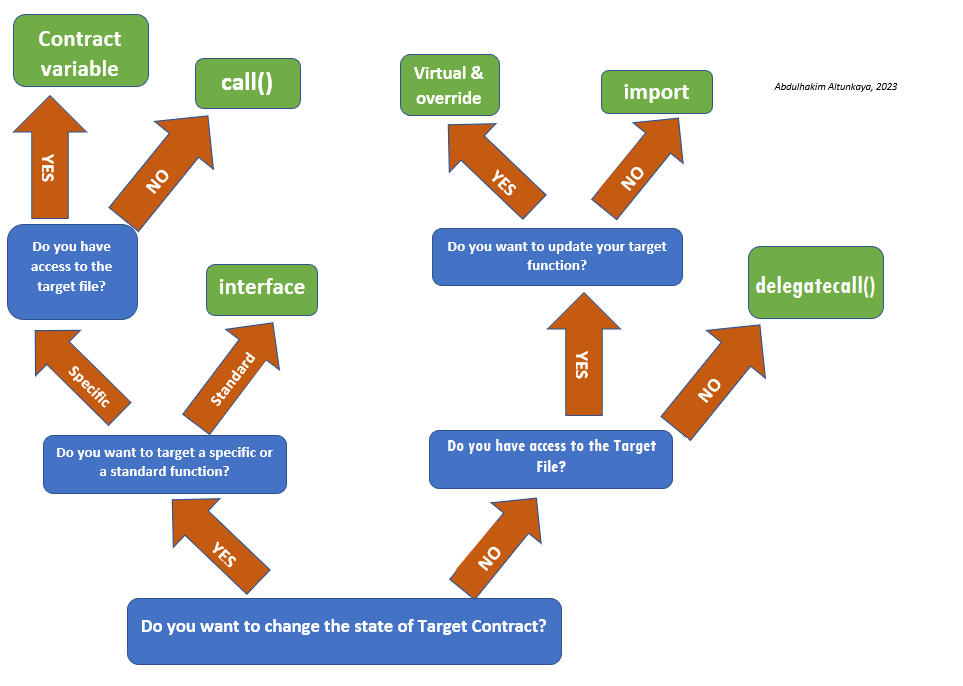 Contract
variable
call()
Virtual &
override
import
Abdulhakim Altunkaya, 2023
YES
NO
YES
NO
Do you have
access to the
target file?
interface
Do you want to update your target
function?
delegatecall()
Specific
Standard
YES
NO
Do you want to target a specific or
a standard function?
Do you have access to the Target
File?
YES
NO
Do you want to change the state of Target Contract?